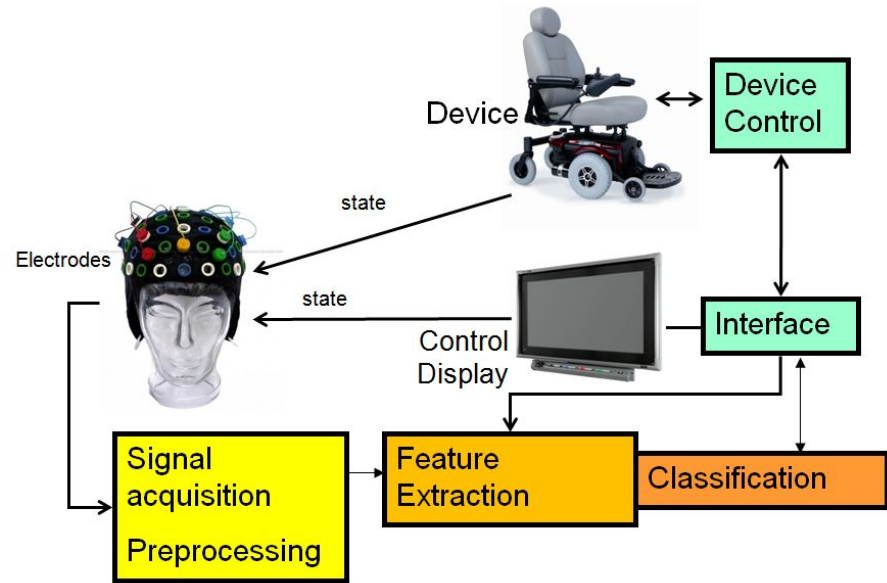 Device
Control
Device
state
Electrodes
state
Control
Display
Interface
Signal
acquisition
Preprocessing
Feature
Extraction
Classification